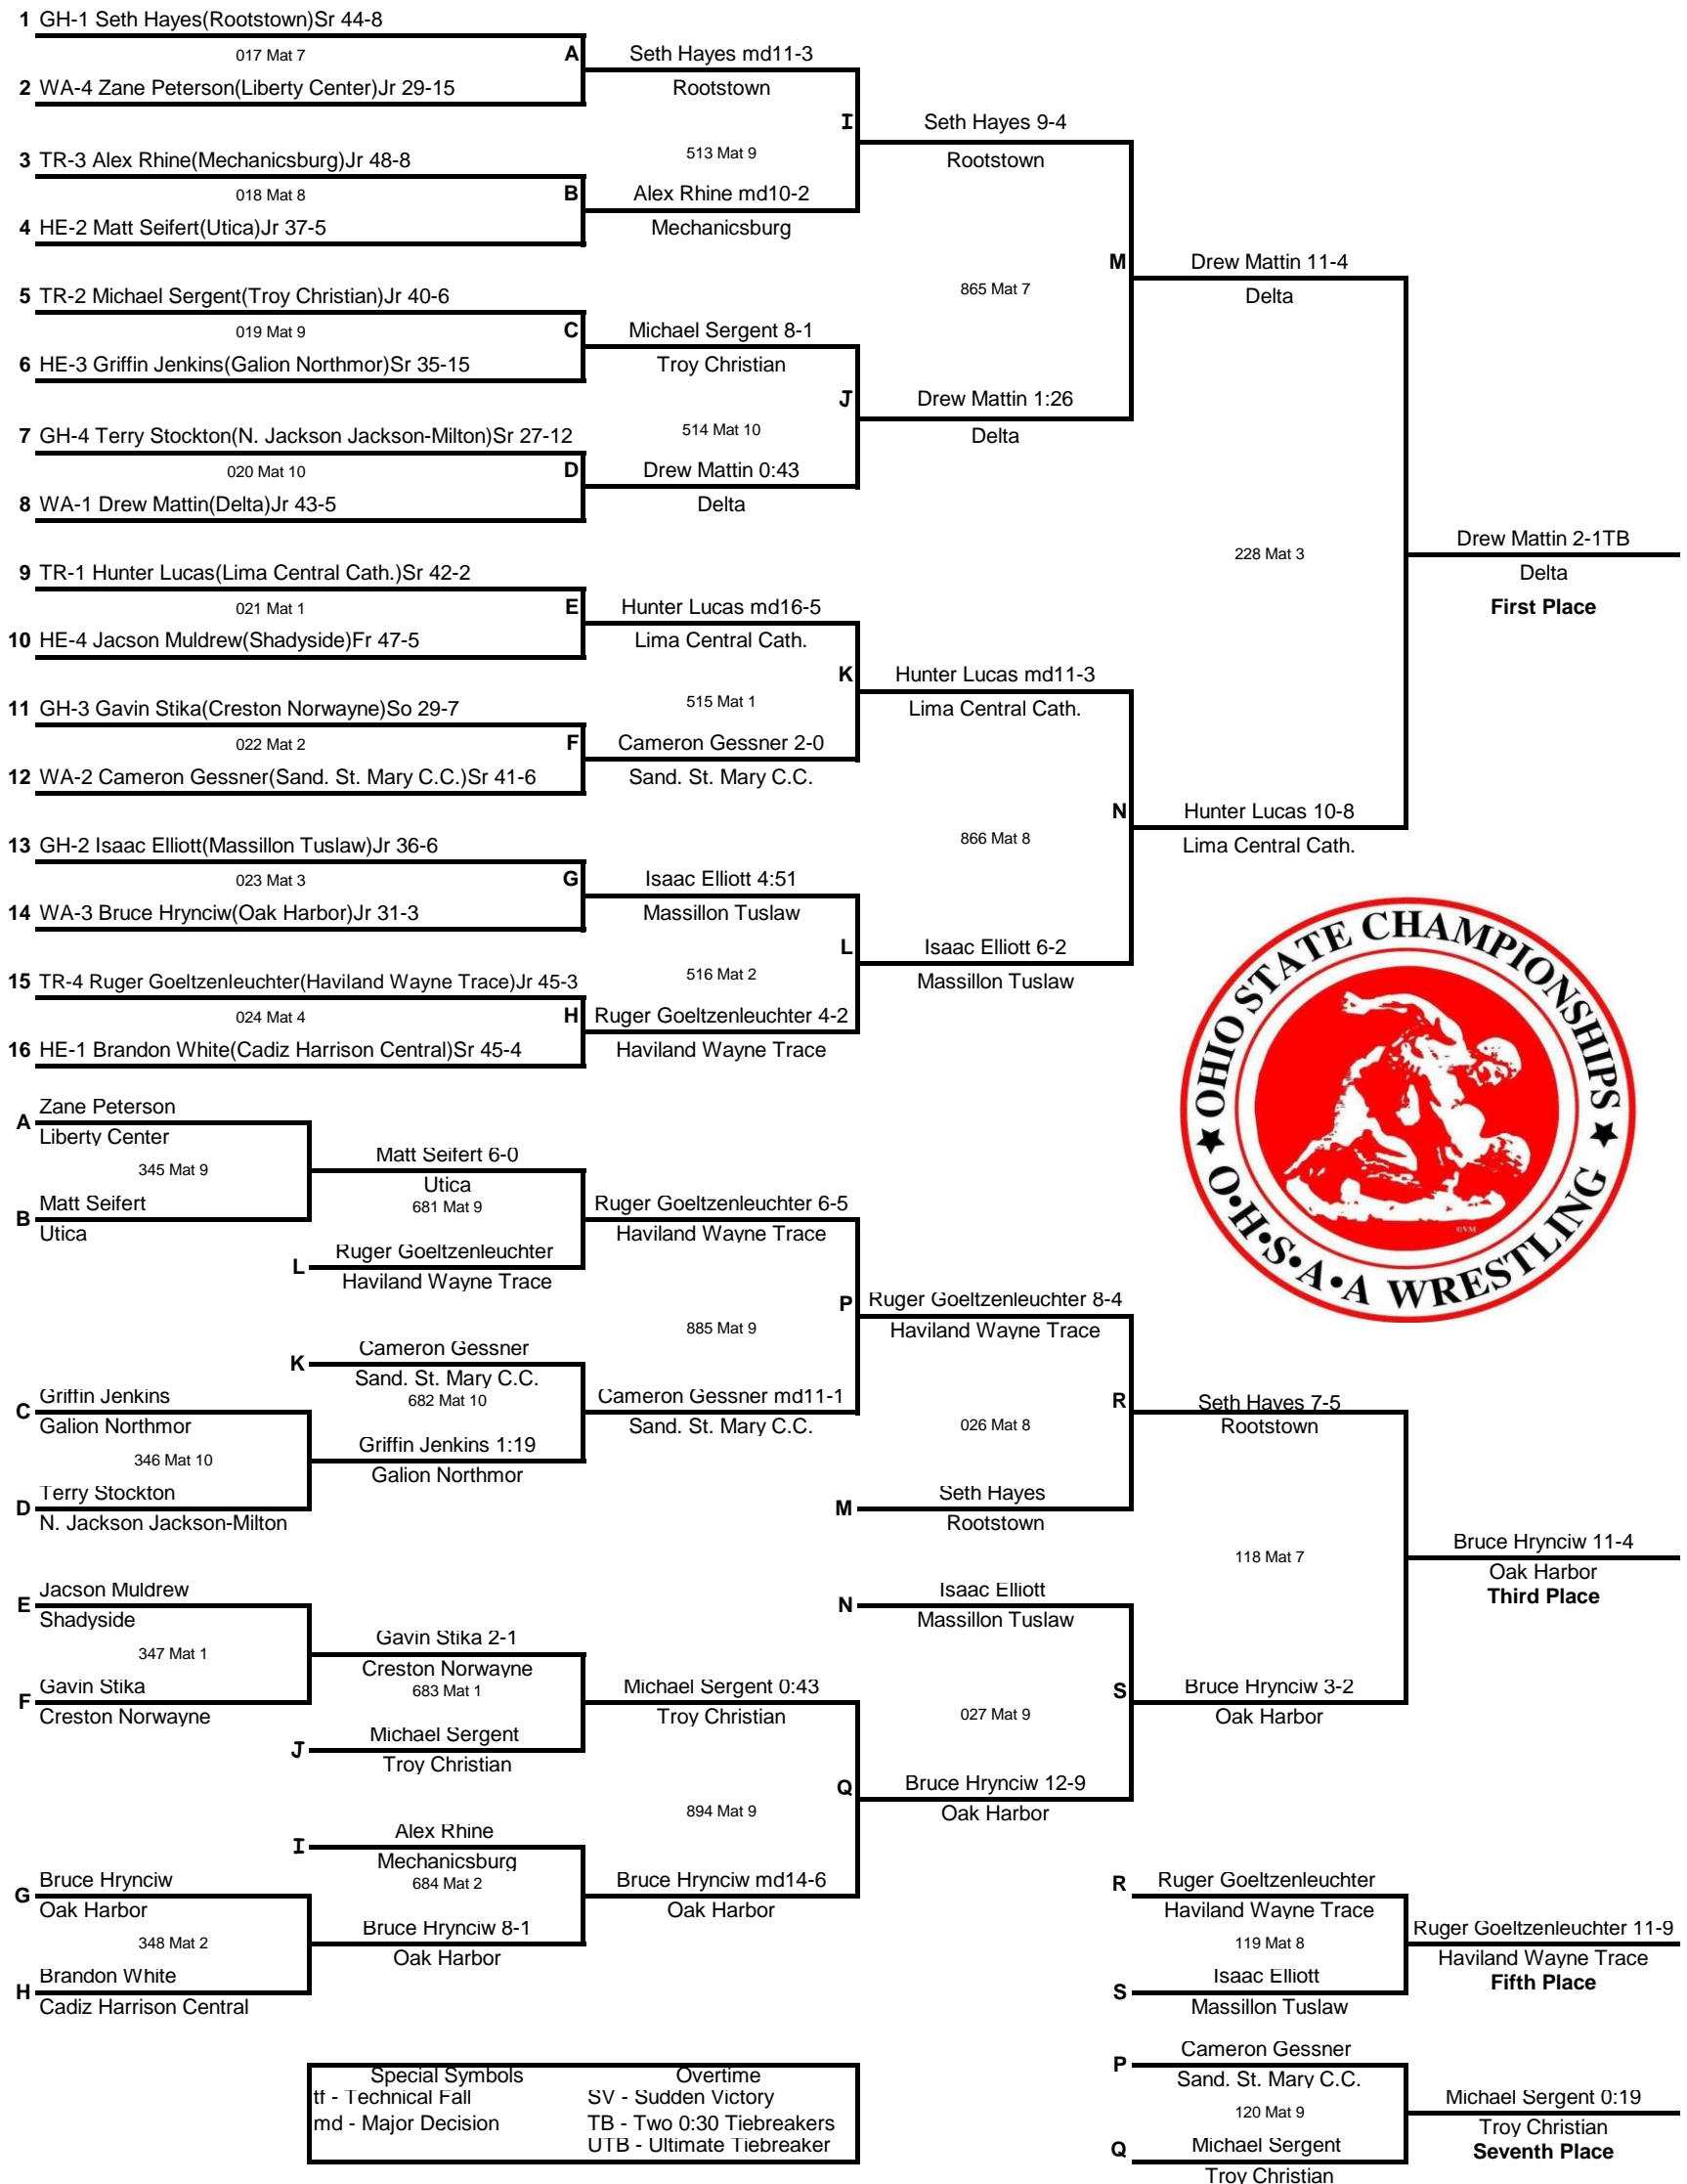 1 GH-1 Seth Hayes(Rootstown)Sr 44-8
017 Mat 7
A
2 WA-4 Zane Peterson(Liberty Center)Jr 29-15
Seth Hayes md11-3
Rootstown
3 TR-3 Alex Rhine(Mechanicsburg)Jr 48-8
018 Mat 8
B
4 HE-2 Matt Seifert(Utica)Jr 37-5
I
513 Mat 9
Alex Rhine md10-2
Mechanicsburg
Seth Hayes 9-4
Rootstown
5 TR-2 Michael Sergent(Troy Christian)Jr 40-6
019 Mat 9
C
6 HE-3 Griffin Jenkins(Galion Northmor)Sr 35-15
Michael Sergent 8-1
Troy Christian
7 GH-4 Terry Stockton(N. Jackson Jackson-Milton)Sr 27-12
020 Mat 10
D
8 WA-1 Drew Mattin(Delta)Jr 43-5
J
514 Mat 10
Drew Mattin 0:43
Delta
M
865 Mat 7
Drew Mattin 1:26
Delta
Drew Mattin 11-4
Delta
9 TR-1 Hunter Lucas(Lima Central Cath.)Sr 42-2
021 Mat 1
E
10 HE-4 Jacson Muldrew(Shadyside)Fr 47-5
Hunter Lucas md16-5
Lima Central Cath.
11 GH-3 Gavin Stika(Creston Norwayne)So 29-7
022 Mat 2
F
12 WA-2 Cameron Gessner(Sand. St. Mary C.C.)Sr 41-6
K
515 Mat 1
Cameron Gessner 2-0
Sand. St. Mary C.C.
Hunter Lucas md11-3
Lima Central Cath.
228 Mat 3
Drew Mattin 2-1TB
Delta
First Place
13 GH-2 Isaac Elliott(Massillon Tuslaw)Jr 36-6
023 Mat 3
G
14 WA-3 Bruce Hrynciw(Oak Harbor)Jr 31-3
Isaac Elliott 4:51
Massillon Tuslaw
15 TR-4 Ruger Goeltzenleuchter(Haviland Wayne Trace)Jr 45-3
024 Mat 4
H
16 HE-1 Brandon White(Cadiz Harrison Central)Sr 45-4
L
516 Mat 2
Ruger Goeltzenleuchter 4-2
Haviland Wayne Trace
N
866 Mat 8
Isaac Elliott 6-2
Massillon Tuslaw
Hunter Lucas 10-8
Lima Central Cath.
★ OHIO STATE CHAMPIONSHIPS ★
O•H•S•A•A WRESTLING
©VM
A
Zane Peterson
Liberty Center
345 Mat 9
B
Matt Seifert
Utica
Matt Seifert 6-0
Utica
681 Mat 9
L
Ruger Goeltzenleuchter
Haviland Wayne Trace
Ruger Goeltzenleuchter 6-5
Haviland Wayne Trace
P
885 Mat 9
K
Cameron Gessner
Sand. St. Mary C.C.
682 Mat 10
C
Griffin Jenkins
Galion Northmor
346 Mat 10
D
Terry Stockton
N. Jackson Jackson-Milton
Griffin Jenkins 1:19
Galion Northmor
Cameron Gessner md11-1
Sand. St. Mary C.C.
Ruger Goeltzenleuchter 8-4
Haviland Wayne Trace
R
026 Mat 8
M
Seth Hayes
Rootstown
Seth Hayes 7-5
Rootstown
118 Mat 7
Bruce Hrynciw 11-4
Oak Harbor
Third Place
E
Jacson Muldrew
Shadyside
347 Mat 1
F
Gavin Stika
Creston Norwayne
Gavin Stika 2-1
Creston Norwayne
683 Mat 1
J
Michael Sergent
Troy Christian
Michael Sergent 0:43
Troy Christian
N
Isaac Elliott
Massillon Tuslaw
027 Mat 9
S
Bruce Hrynciw 3-2
Oak Harbor
Q
894 Mat 9
Bruce Hrynciw 12-9
Oak Harbor
I
Alex Rhine
Mechanicsburg
684 Mat 2
G
Bruce Hrynciw
Oak Harbor
348 Mat 2
H
Brandon White
Cadiz Harrison Central
Bruce Hrynciw 8-1
Oak Harbor
Bruce Hrynciw md14-6
Oak Harbor
R
Ruger Goeltzenleuchter
Haviland Wayne Trace
119 Mat 8
S
Isaac Elliott
Massillon Tuslaw
Ruger Goeltzenleuchter 11-9
Haviland Wayne Trace
Fifth Place
P
Cameron Gessner
Sand. St. Mary C.C.
120 Mat 9
Q
Michael Sergent
Troy Christian
Michael Sergent 0:19
Troy Christian
Seventh Place
Special Symbols
Overtime
tf - Technical Fall
SV - Sudden Victory
md - Major Decision
TB - Two 0:30 Tiebreakers
UTB - Ultimate Tiebreaker